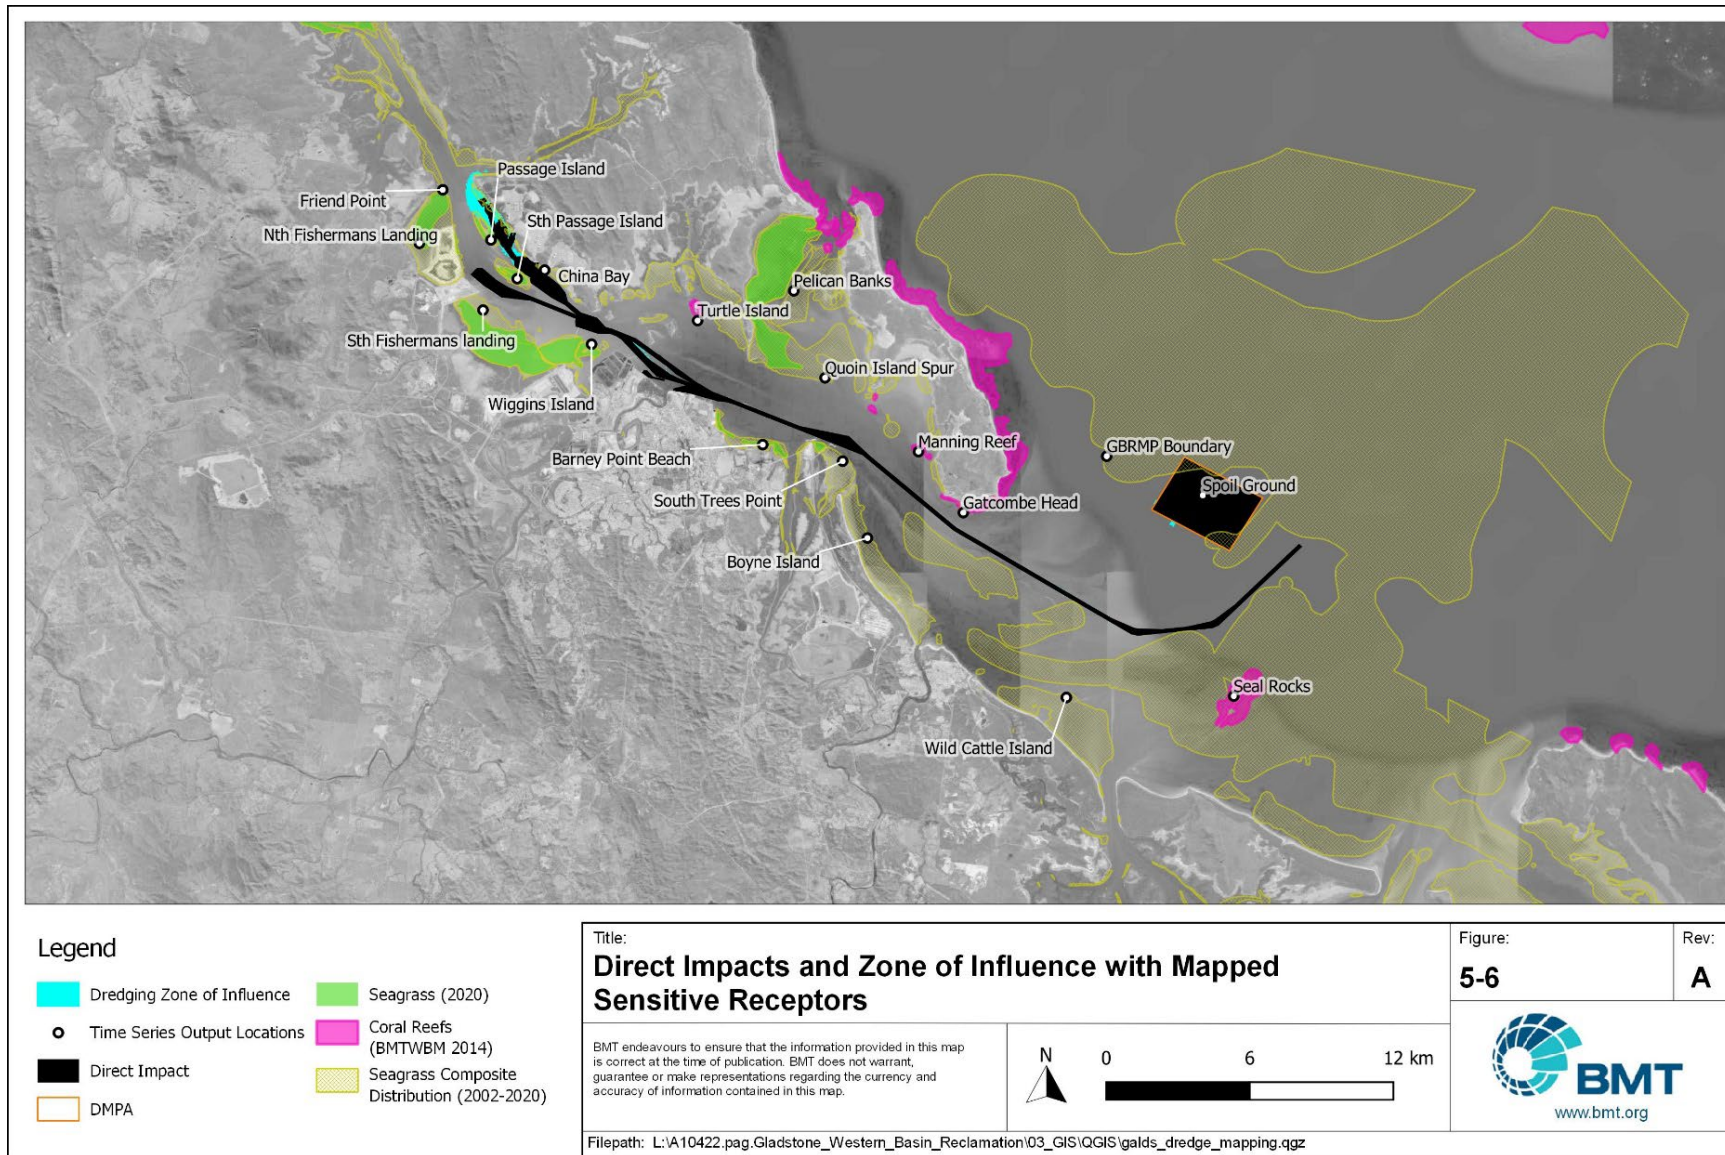 Passage Island
Friend Point
Sth Passage Island
Nth Fishermans Landing
China Bay
Pelican Banks
Turtle Island
Sth Fishermans landing
Quoin Island Spur
Wiggins Island
Manning Reef
GBRMP Boundary
Barney Point Beach
South Trees Point
Spoil Ground
Gatcombe Head
Boyne Island
Seal Rocks
Wild Cattle Island
Legend
Dredging Zone of Influence
Time Series Output Locations
Direct Impact
DMPA
Seagrass (2020)
Coral Reefs
(BMTWBM 2014)
Seagrass Composite
Distribution (2002-2020)
Title:
Direct Impacts and Zone of Influence with Mapped
Sensitive Receptors
Figure:
5-6
Rev:
A
BMT endeavours to ensure that the information provided in this map
is correct at the time of publication. BMT does not warrant,
guarantee or make representations regarding the currency and
accuracy of information contained in this map.
N
0 6 12 km
BMT
www.bmt.org
Filepath: L:\A10422.pag.Gladstone_Western_Basin_Reclamation\03_GIS\QGIS\galds_dredge_mapping.qgz